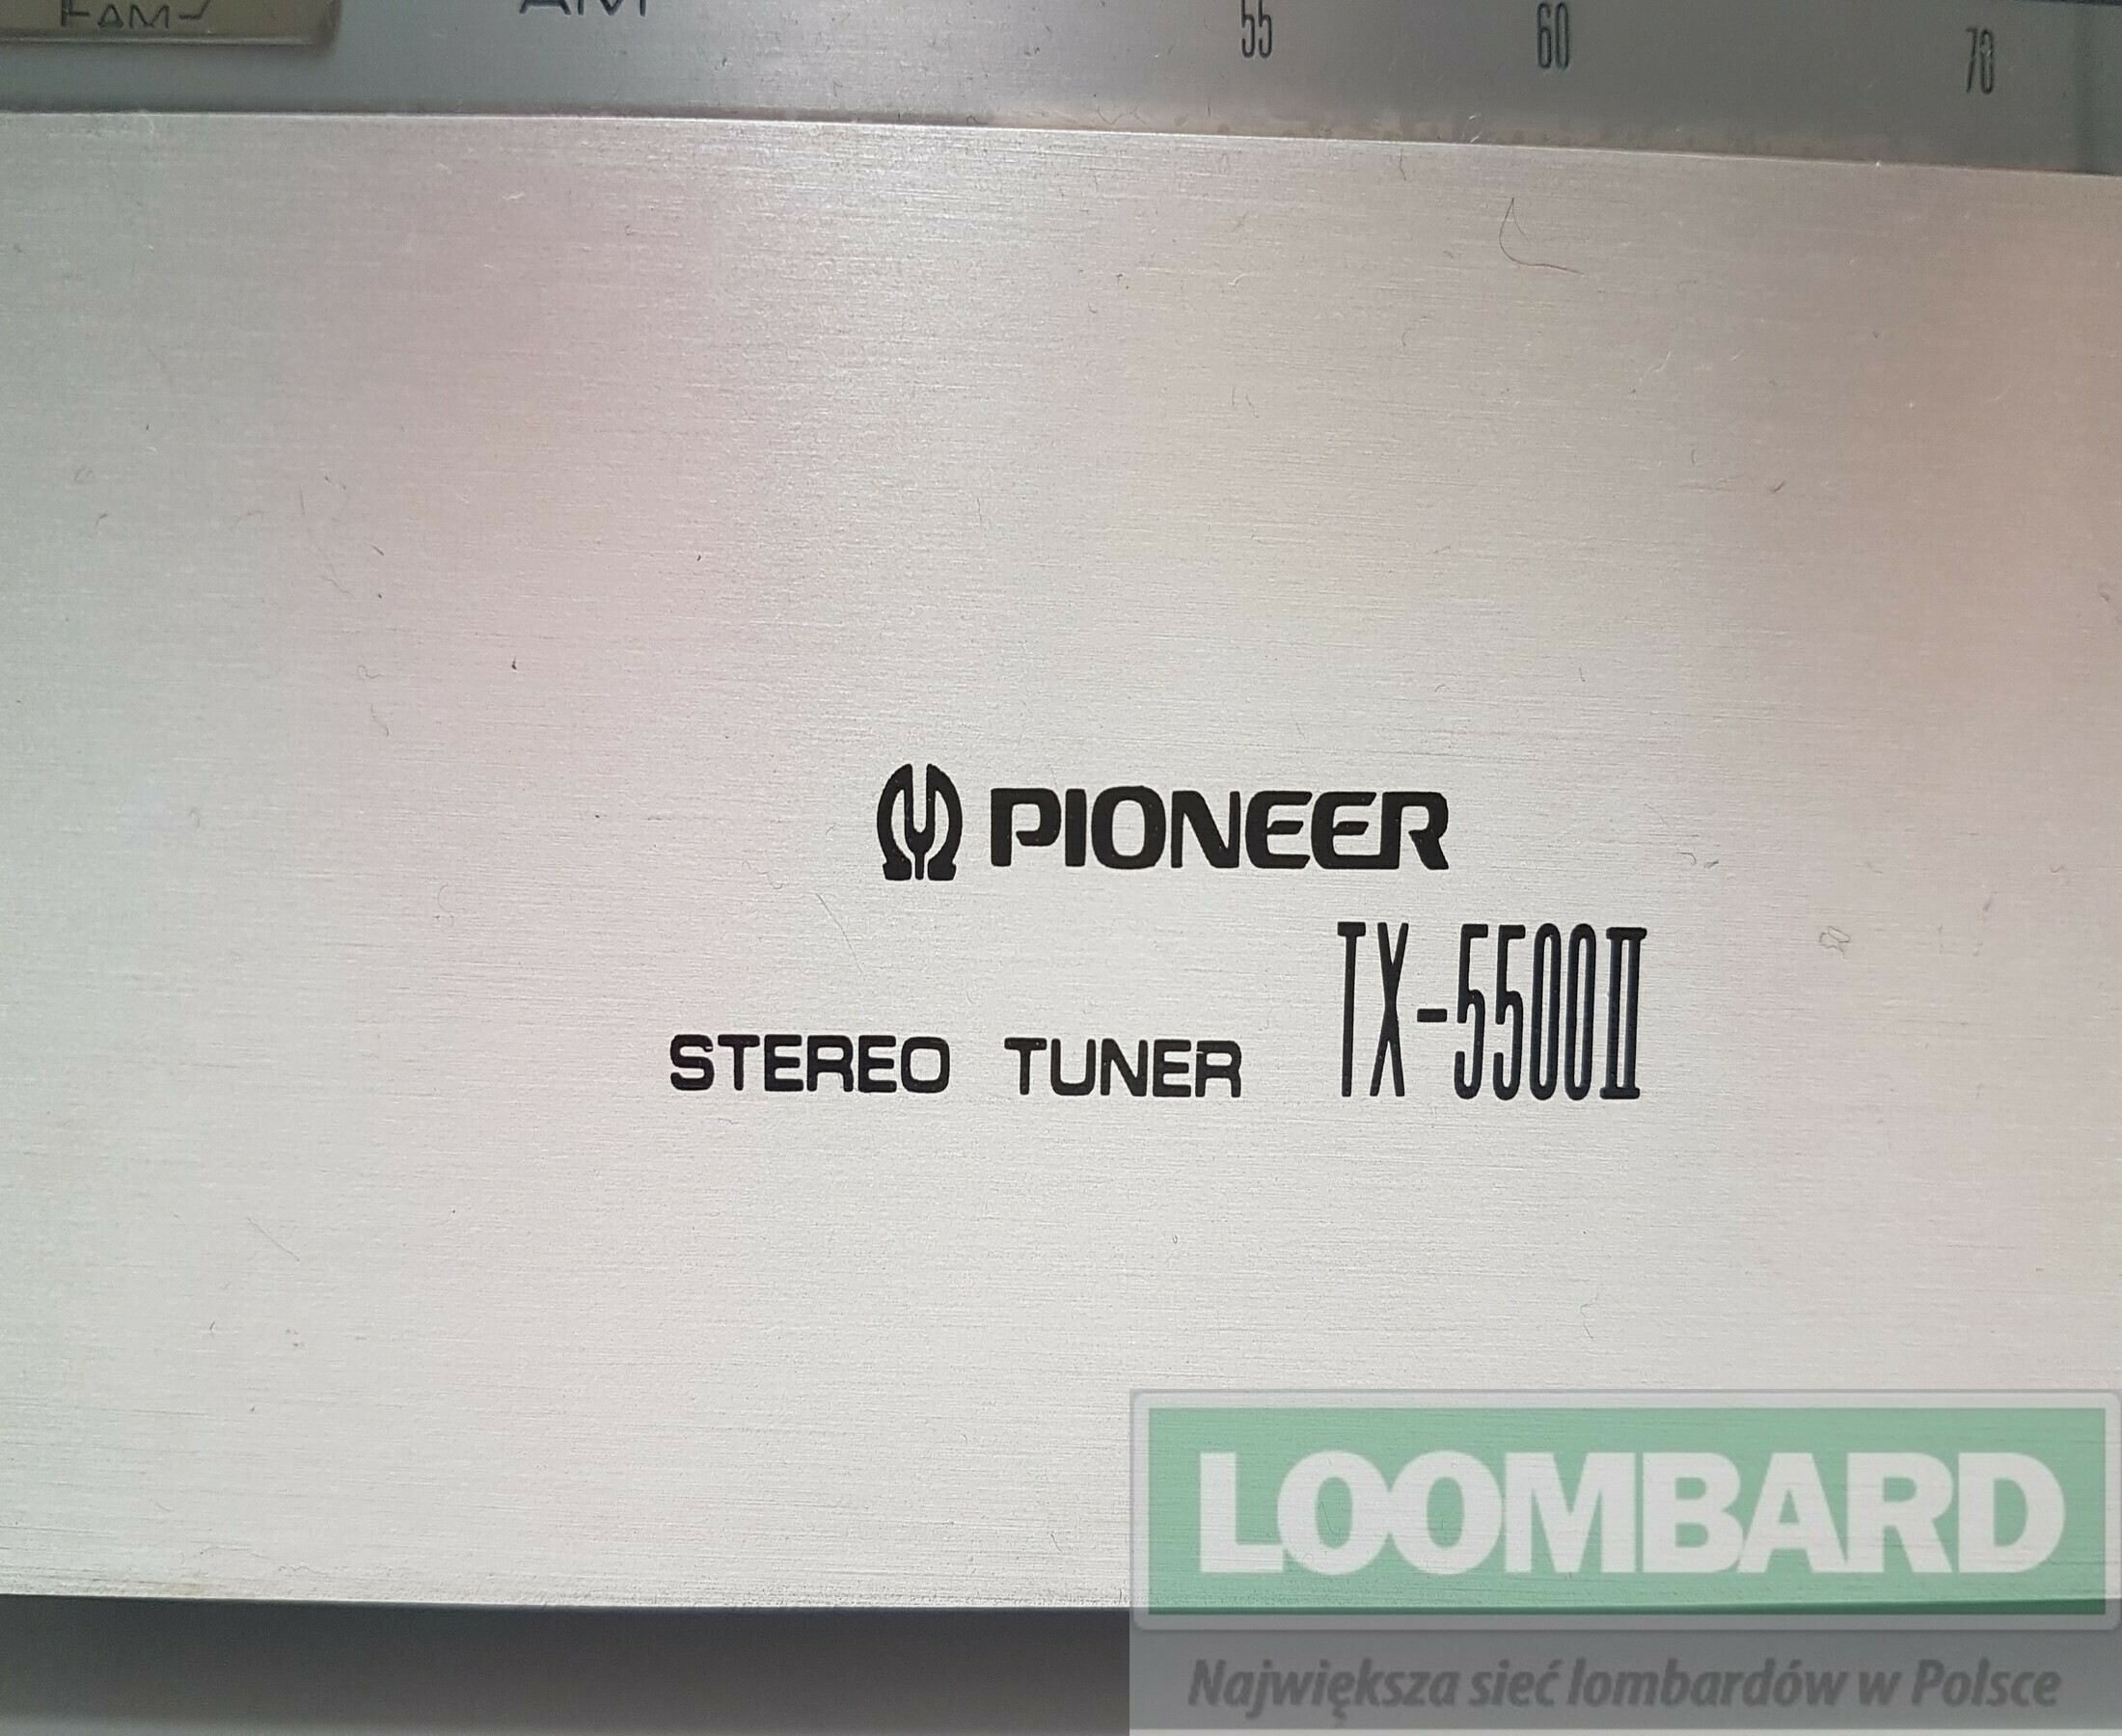 AM
55 60 70
PIONEER
STEREO TUNER TX-5500II
LOOMBARD
Największa sieć lombardów w Polsce